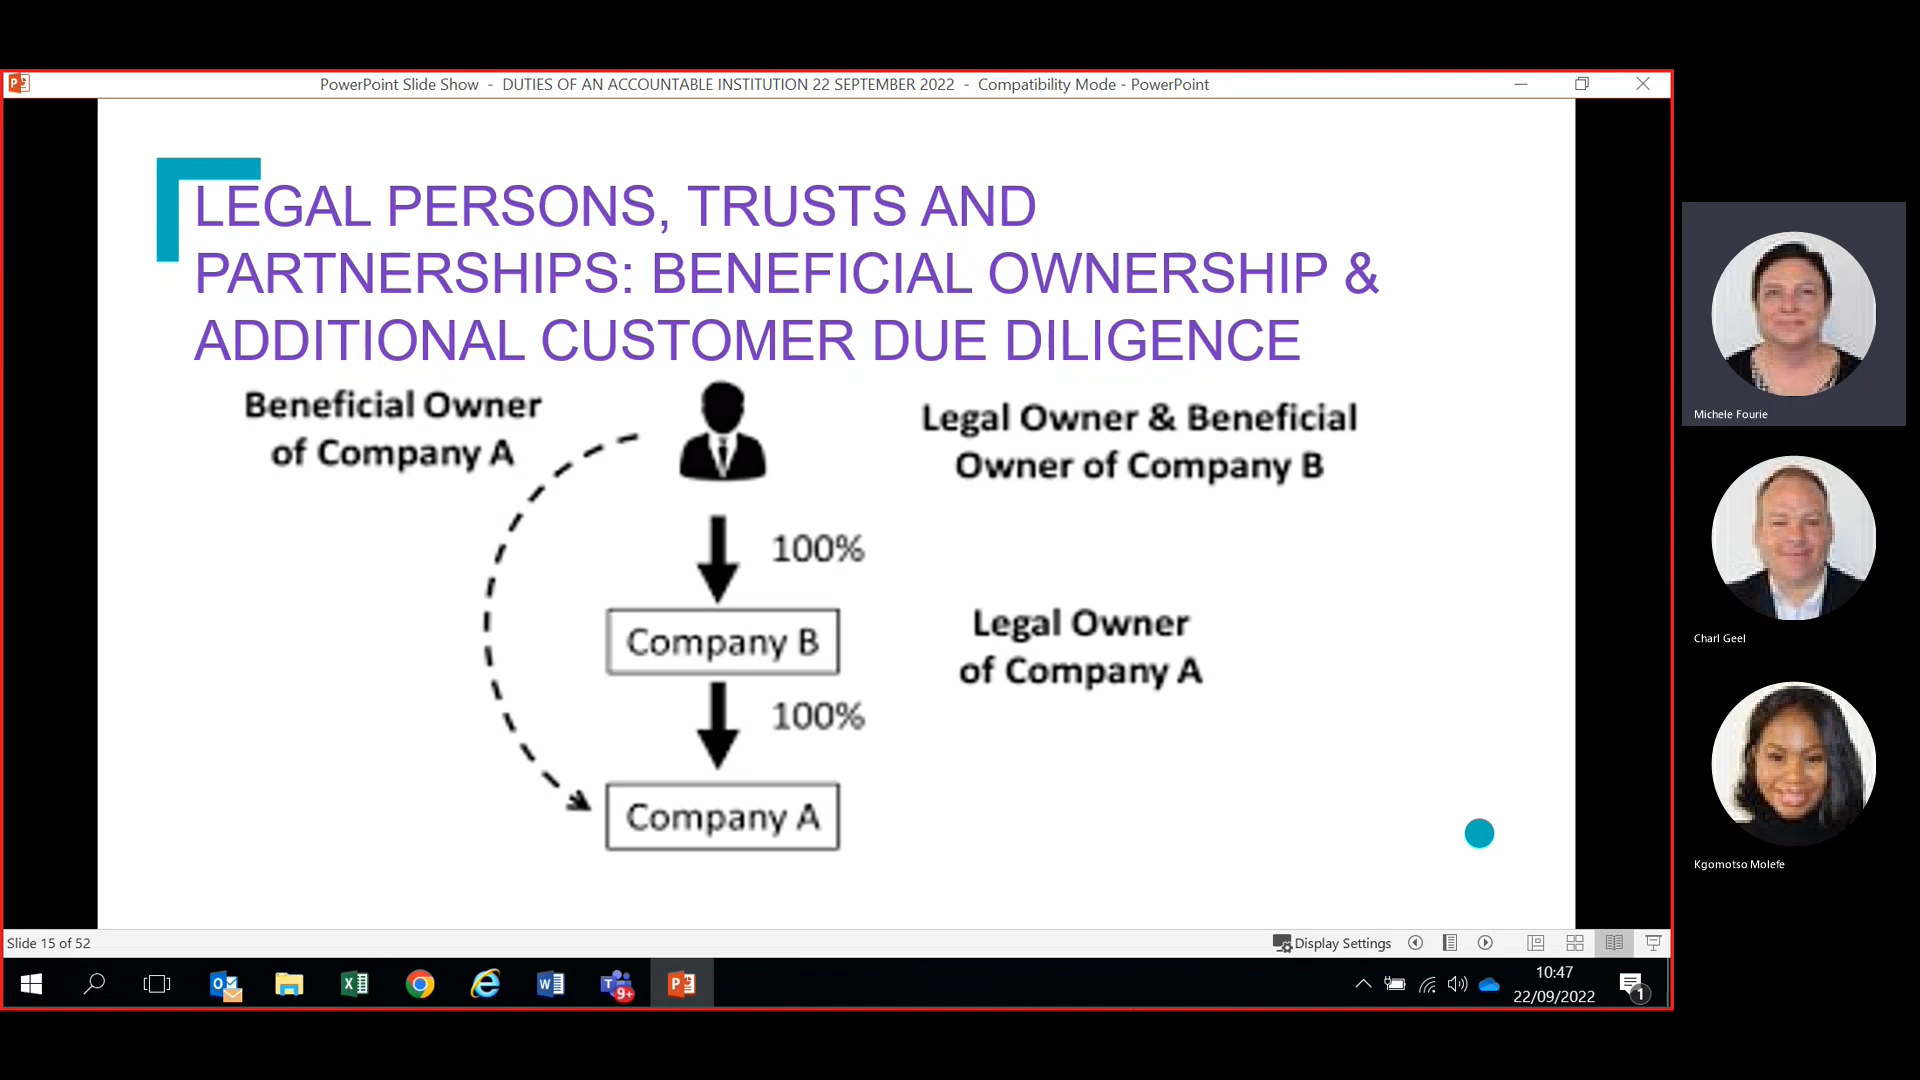 PowerPoint Slide Show - DUTIES OF AN ACCOUNTABLE INSTITUTION 22 SEPTEMBER 2022 - Compatibility Mode - PowerPoint
LEGAL PERSONS, TRUSTS AND
PARTNERSHIPS: BENEFICIAL OWNERSHIP &
ADDITIONAL CUSTOMER DUE DILIGENCE
Beneficial Owner
of Company A
Legal Owner & Beneficial
Owner of Company B
100%
Company B
Legal Owner
of Company A
100%
Company A
Michele Fourie
Charl Geel
Kgomotso Molefe
Slide 15 of 52
Display Settings
9+
10:47
22/09/2022
1